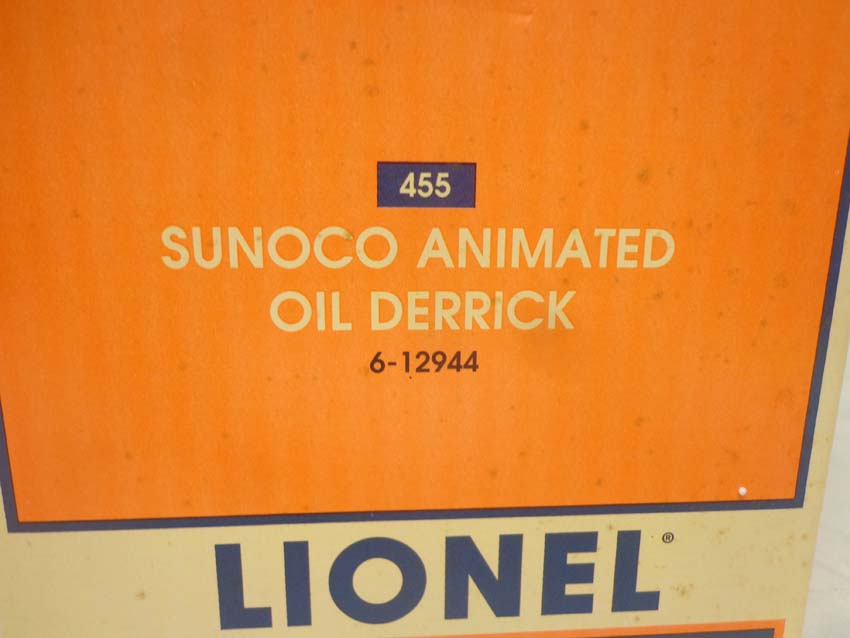 455
SUNOCO ANIMATED
OIL DERRICK
6-12944
LIONEL®